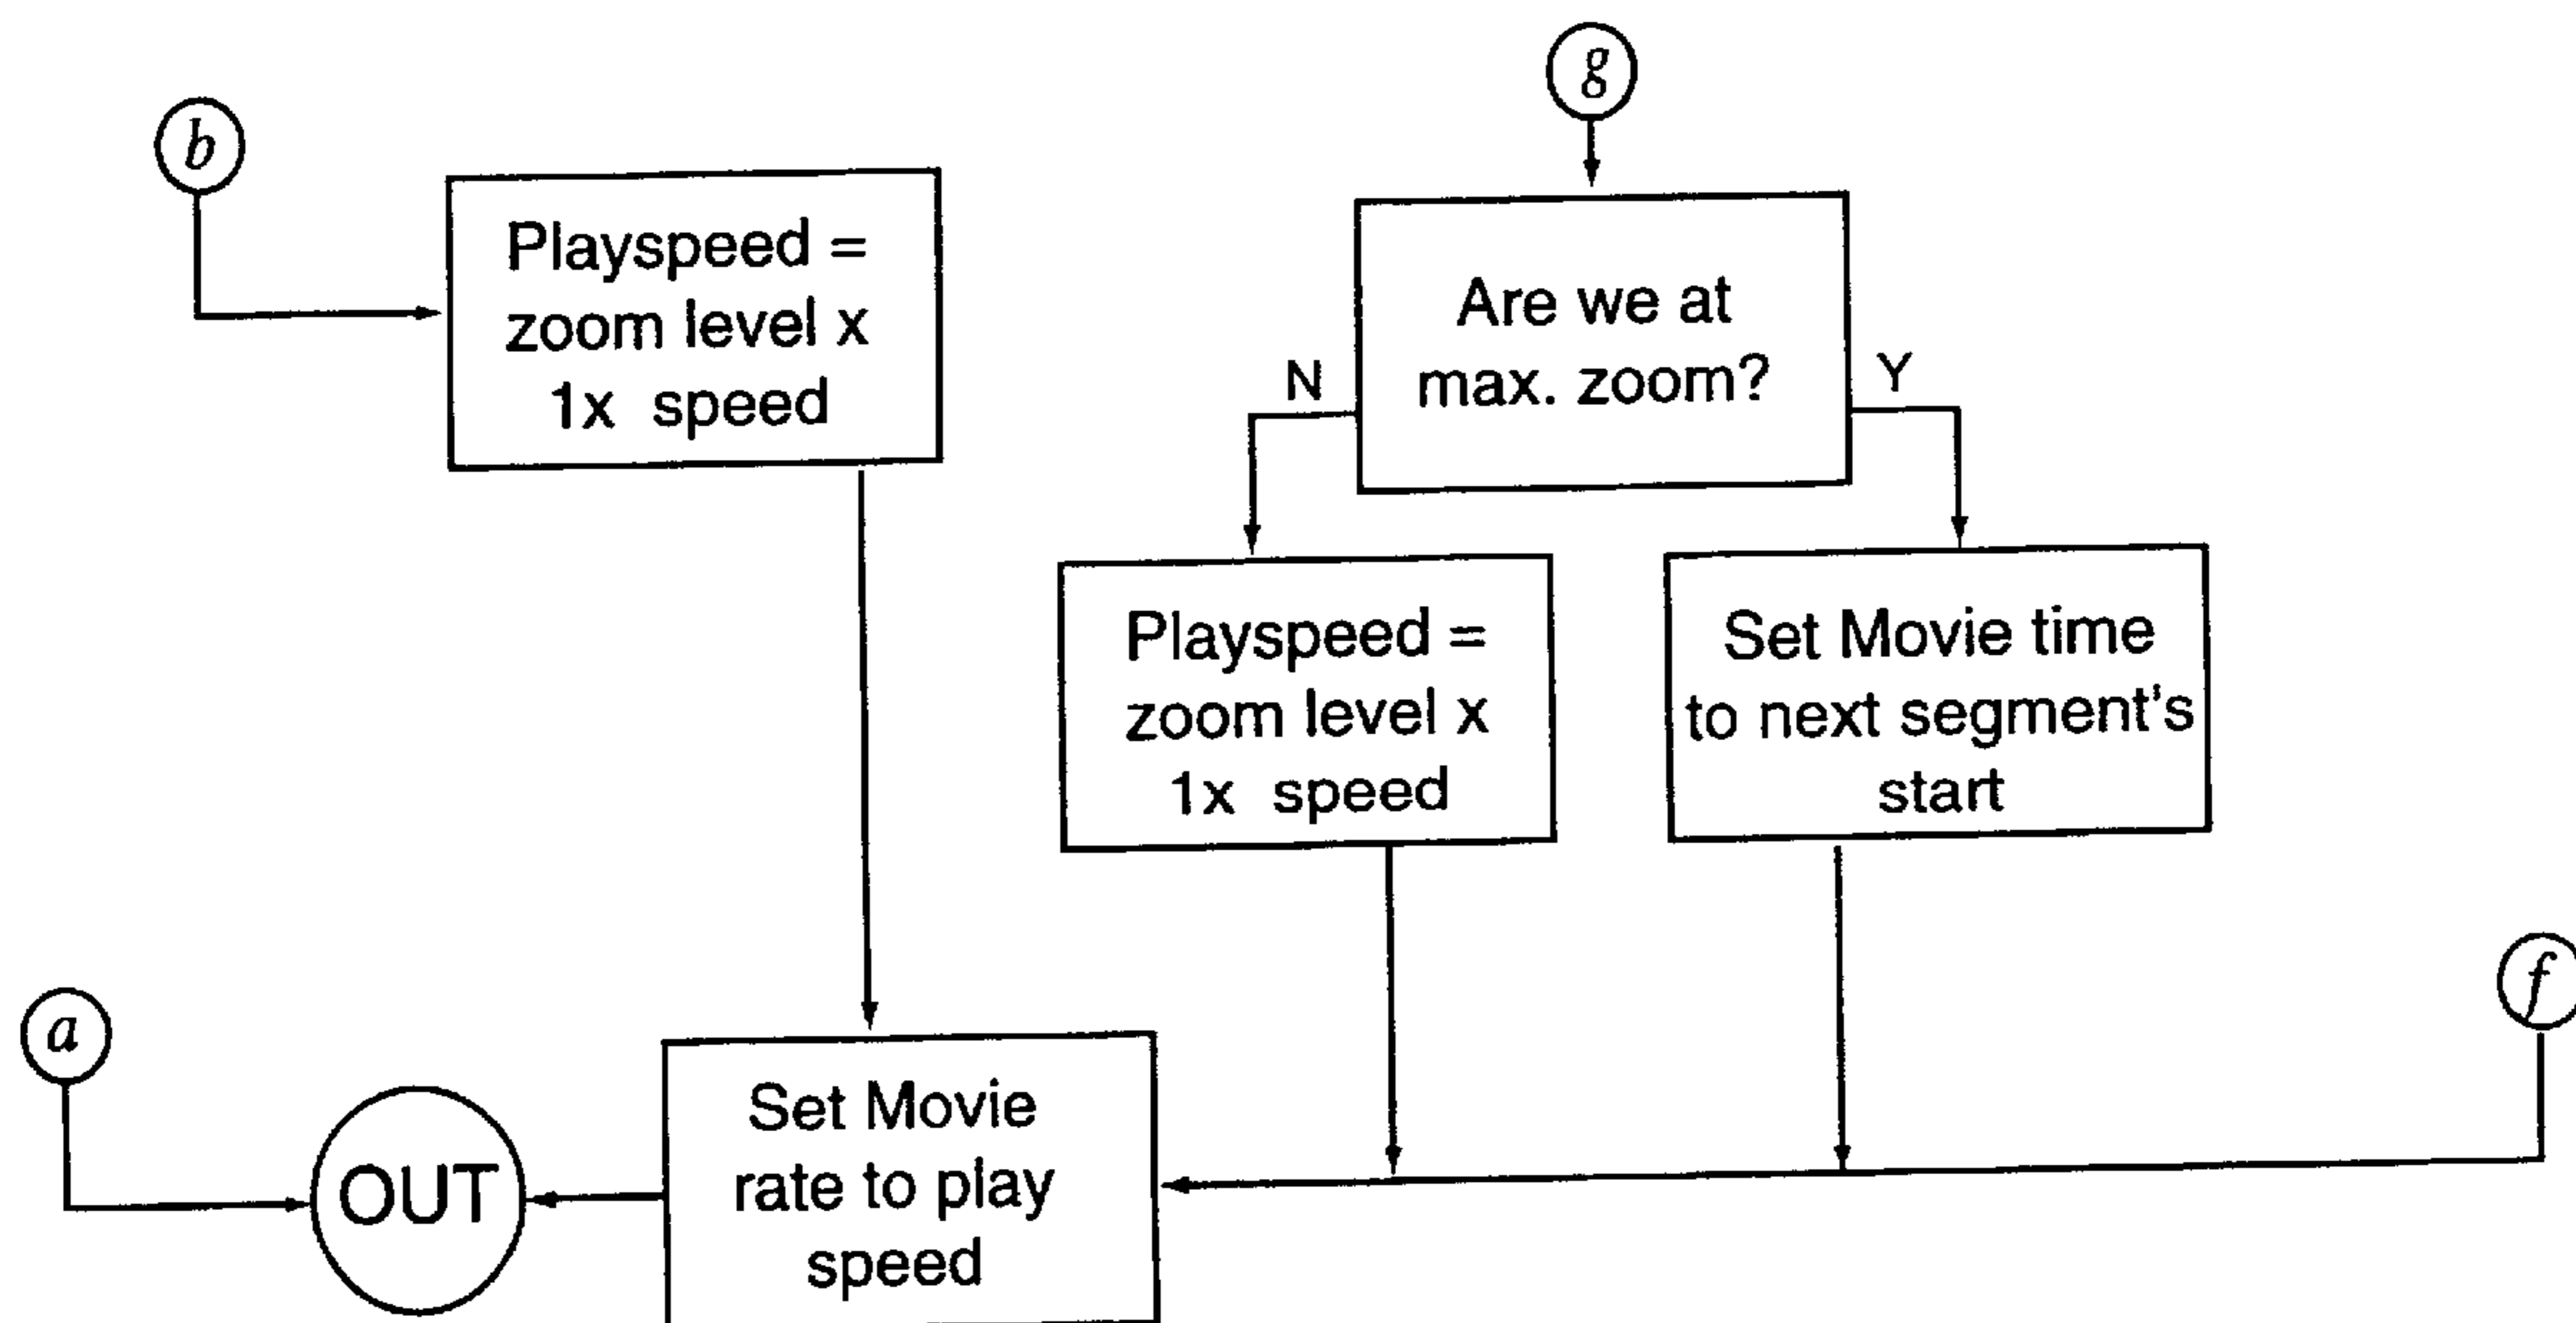 g
b
Playspeed =
zoom level x
1x speed
Are we at
max. zoom?
N
Y
Playspeed =
zoom level x
1x speed
Set Movie time
to next segment's
start
a
f
OUT
Set Movie
rate to play
speed